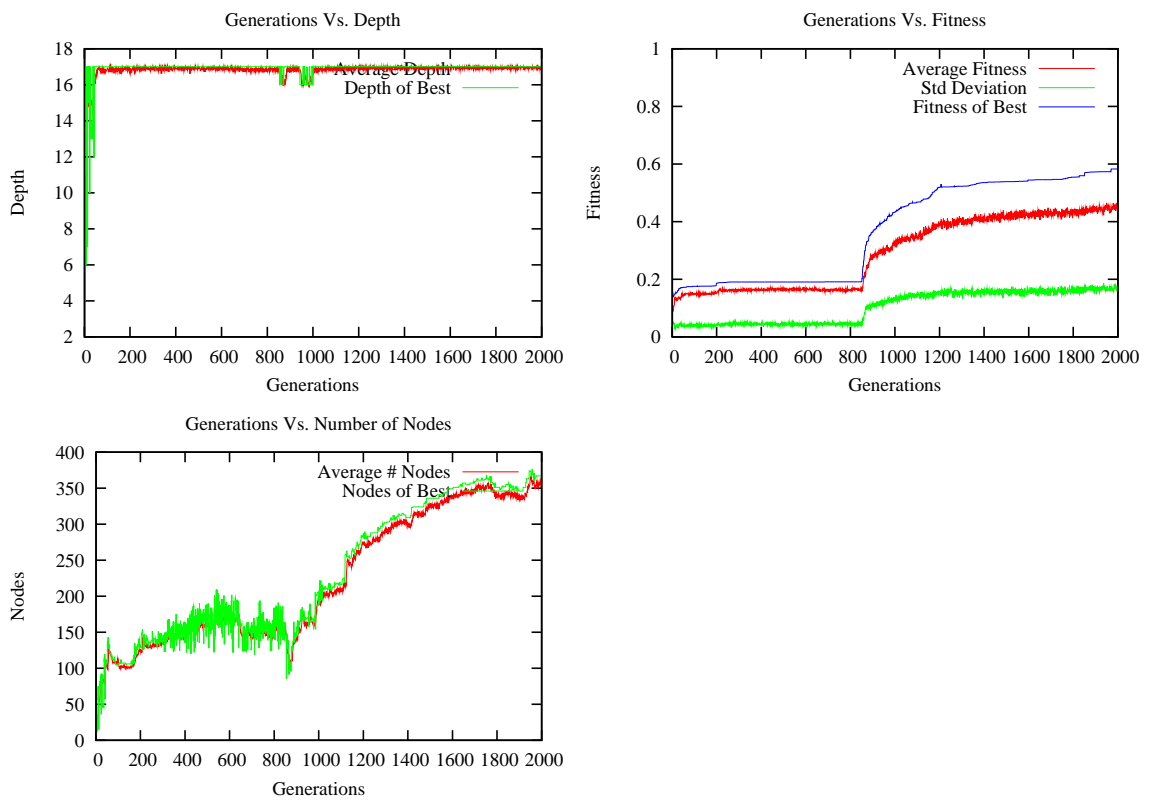 Generations Vs. Depth
18
16
14
12
10
8
6
4
2
Depth
Average Depth
Depth of Best
0 200 400 600 800 1000 1200 1400 1600 1800 2000
Generations
Generations Vs. Fitness
1
0.8
0.6
0.4
0.2
0
Fitness
Average Fitness
Std Deviation
Fitness of Best
0 200 400 600 800 1000 1200 1400 1600 1800 2000
Generations
Generations Vs. Number of Nodes
400
350
300
250
200
150
100
50
0
Nodes
Average # Nodes
Nodes of Best
0 200 400 600 800 1000 1200 1400 1600 1800 2000
Generations